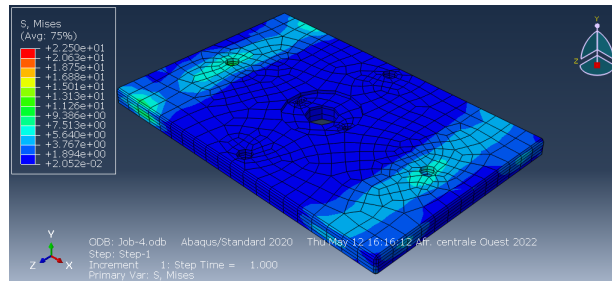 S, Mises
(Avg: 75%)
+2.250e+01
+2.063e+01
+1.875e+01
+1.688e+01
+1.501e+01
+1.313e+01
+1.126e+01
+9.386e+00
+7.513e+00
+5.640e+00
+3.767e+00
+1.894e+00
+2.052e-02
Y
Z
ODB: Job-4.odb Abaqus/Standard 2020 Thu May 12 16:16:12 Afr. centrale Ouest 2022
Step: Step-1
Increment 1: Step Time = 1.000
Primary Var: S, Mises
Y
Z X